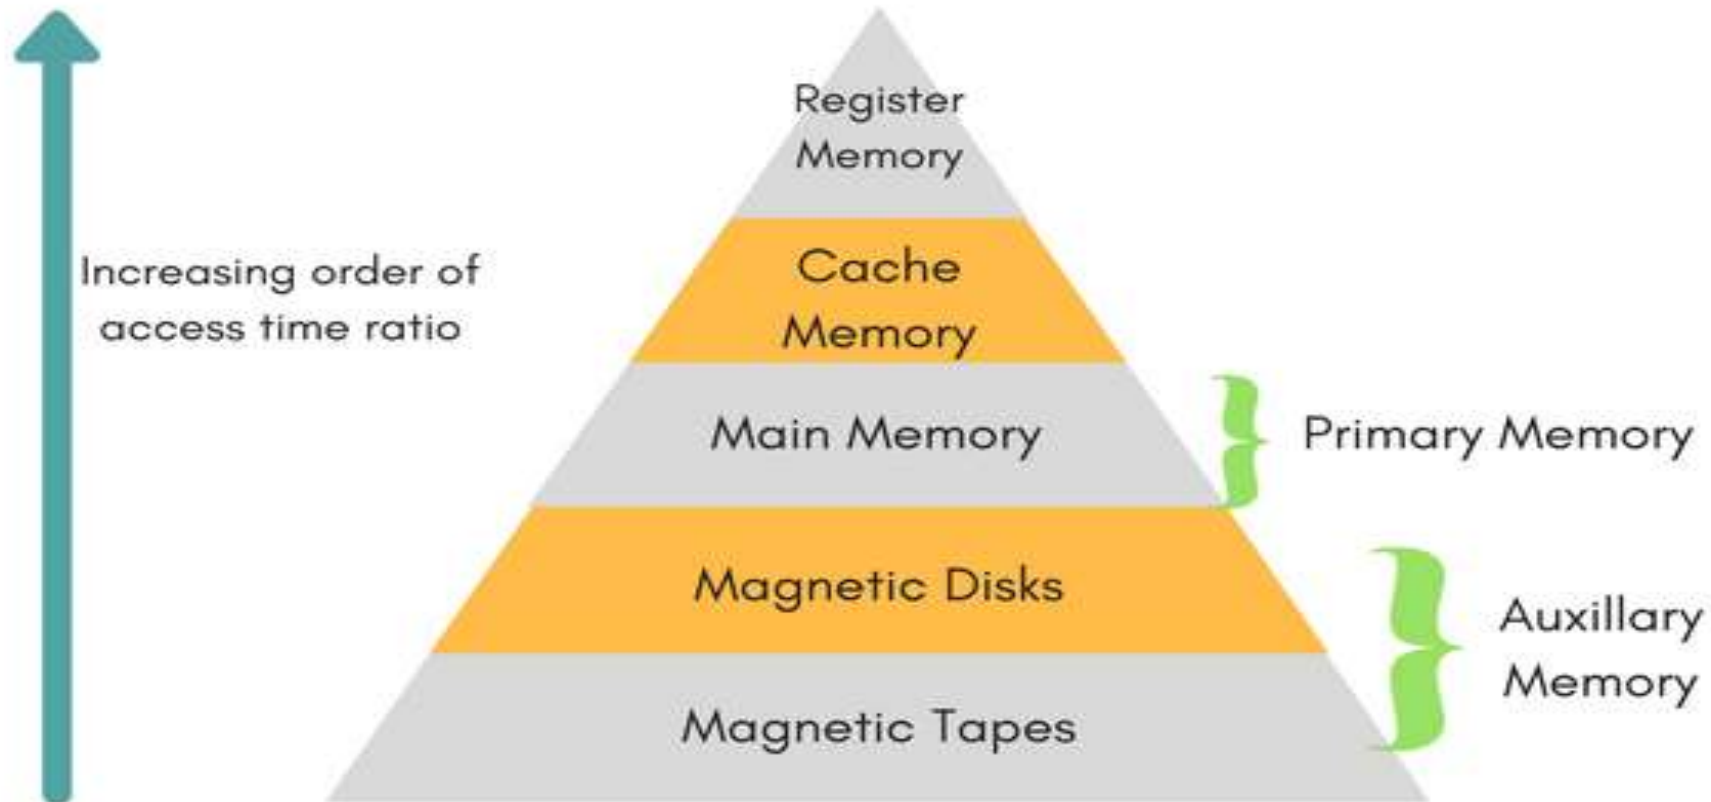 Register
Memory
Increasing order of
access time ratio
Cache
Memory
Main Memory
Primary Memory
Magnetic Disks
Auxillary
Memory
Magnetic Tapes